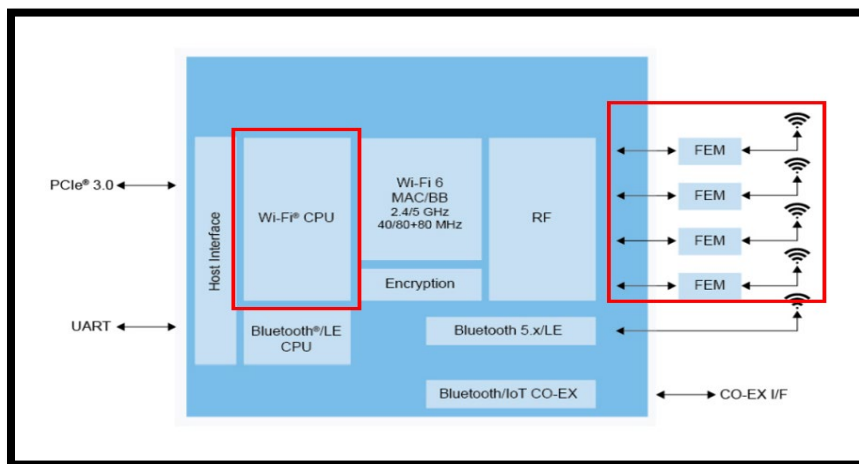 PCIe® 3.0
UART
Host Interface
Wi-Fi® CPU
Bluetooth®/LE
CPU
Wi-Fi 6
MAC/BB
2.4/5 GHz
40/80+80 MHz
Encryption
RF
Bluetooth 5.x/LE
Bluetooth/IoT CO-EX
FEM
FEM
FEM
FEM
CO-EX I/F